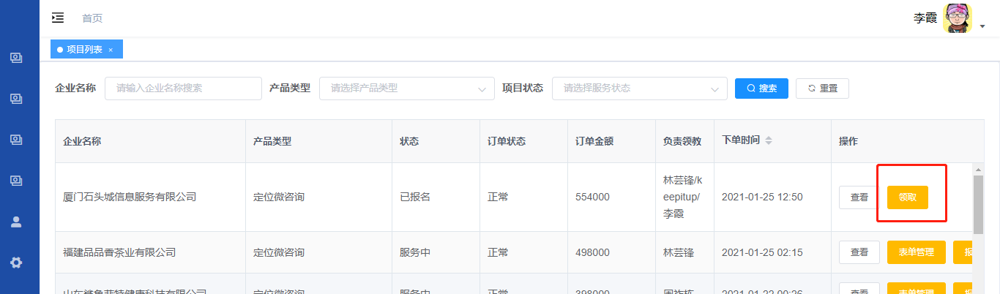 首页
李霞
项目列表 ×
企业名称 请输入企业名称搜索 产品类型 请选择产品类型 项目状态 请选择服务状态 搜索 重置
企业名称 产品类型 状态 订单状态 订单金额 负责领教 下单时间 操作
厦门石头城信息服务有限公司 定位微咨询 已报名 正常 554000 林芸锋/k
eepitup/
李霞 2021-01-25 12:50 查看 领取
福建品品香茶业有限公司 定位微咨询 服务中 正常 498000 林芸锋 2021-01-25 02:15 查看 表单管理 报
定位微咨询 服务中 正常 398000 2021-01-22 00:26 查看 表单管理 报